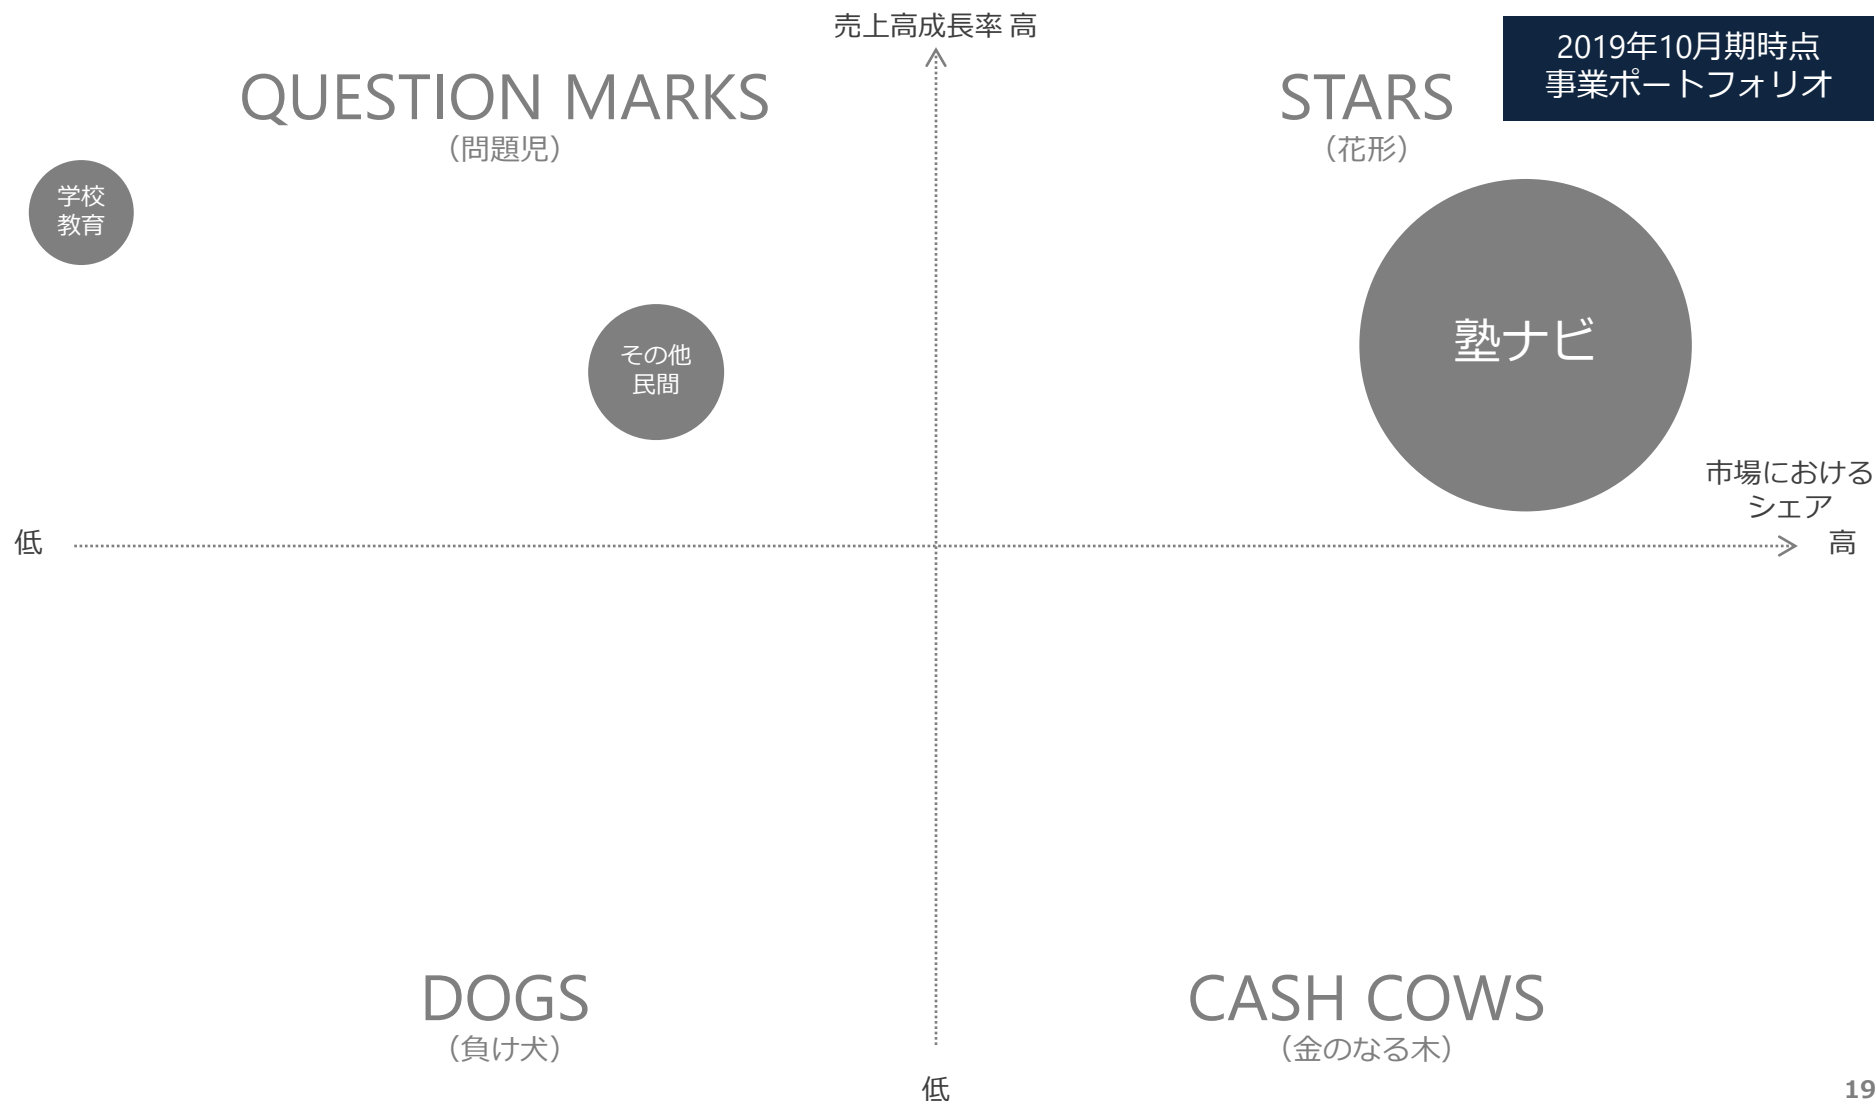 売上高成長率 高
2019年10月期時点
事業ポートフォリオ
QUESTION MARKS
（問題児）
STARS
（花形）
学校
教育
その他
民間
塾ナビ
市場における
シェア
低
高
DOGS
（負け犬）
CASH COWS
（金のなる木）
低
19